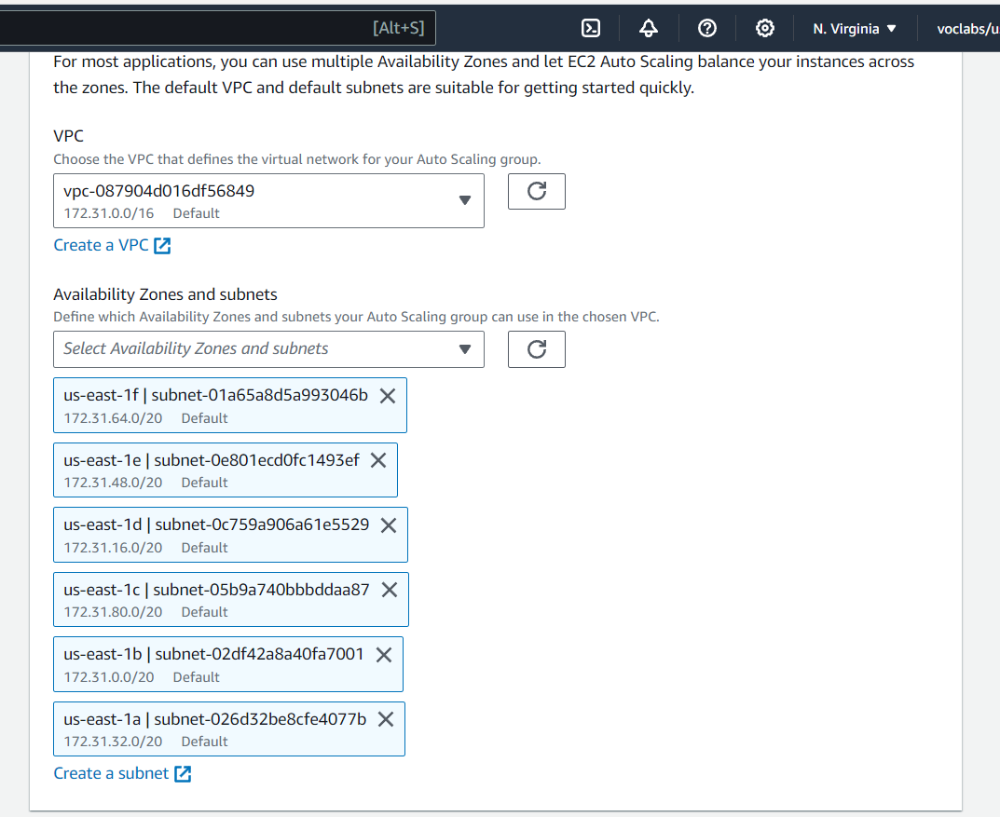 [Alt+S]
N. Virginia
voclabs/u
For most applications, you can use multiple Availability Zones and let EC2 Auto Scaling balance your instances across
the zones. The default VPC and default subnets are suitable for getting started quickly.
VPC
Choose the VPC that defines the virtual network for your Auto Scaling group.
vpc-087904d016df56849
172.31.0.0/16 Default
Create a VPC
Availability Zones and subnets
Define which Availability Zones and subnets your Auto Scaling group can use in the chosen VPC.
Select Availability Zones and subnets
us-east-1f | subnet-01a65a8d5a993046b
172.31.64.0/20 Default
us-east-1e | subnet-0e801ecd0fc1493ef
172.31.48.0/20 Default
us-east-1d | subnet-0c759a906a61e5529
172.31.16.0/20 Default
us-east-1c | subnet-05b9a740bbbddaa87
172.31.80.0/20 Default
us-east-1b | subnet-02df42a8a40fa7001
172.31.0.0/20 Default
us-east-1a | subnet-026d32be8cfe4077b
172.31.32.0/20 Default
Create a subnet